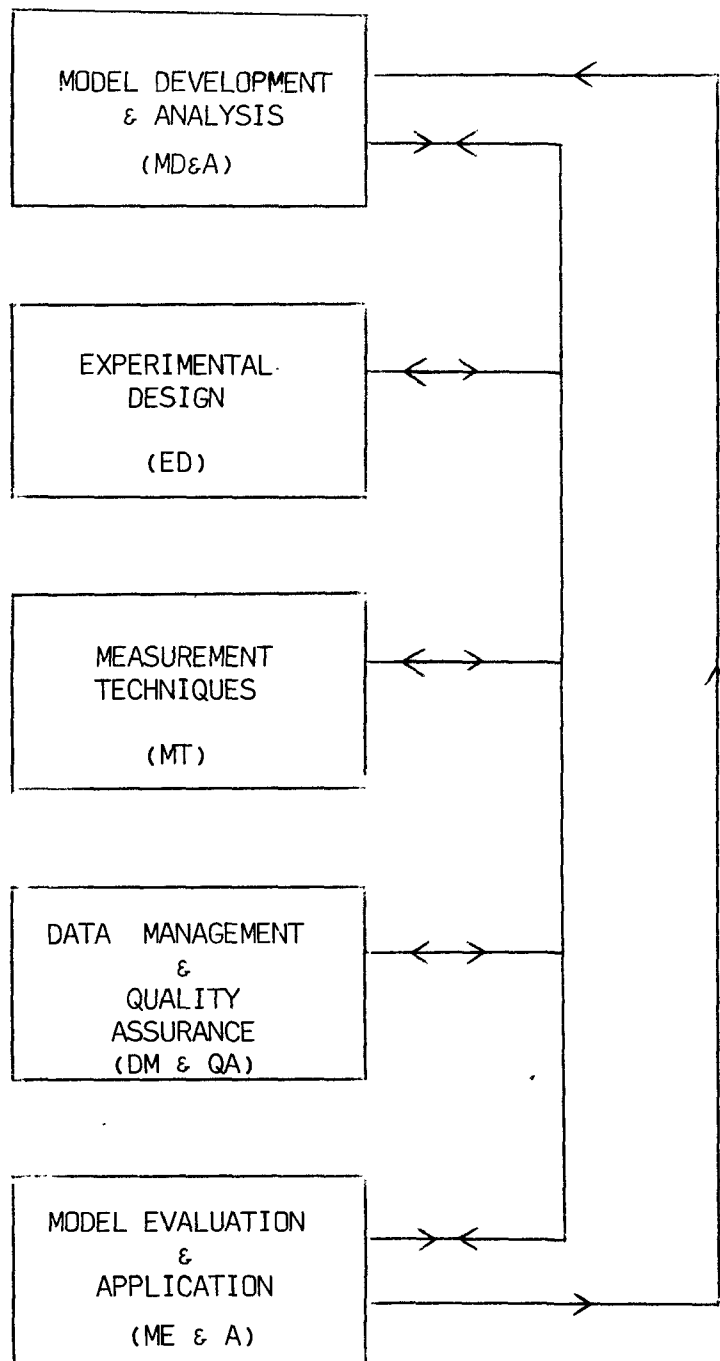 MODEL DEVELOPMENT
& ANALYSIS
(MD&A)
EXPERIMENTAL
DESIGN
(ED)
MEASUREMENT
TECHNIQUES
(MT)
DATA MANAGEMENT
&
QUALITY
ASSURANCE
(DM & QA)
MODEL EVALUATION
&
APPLICATION
(ME & A)